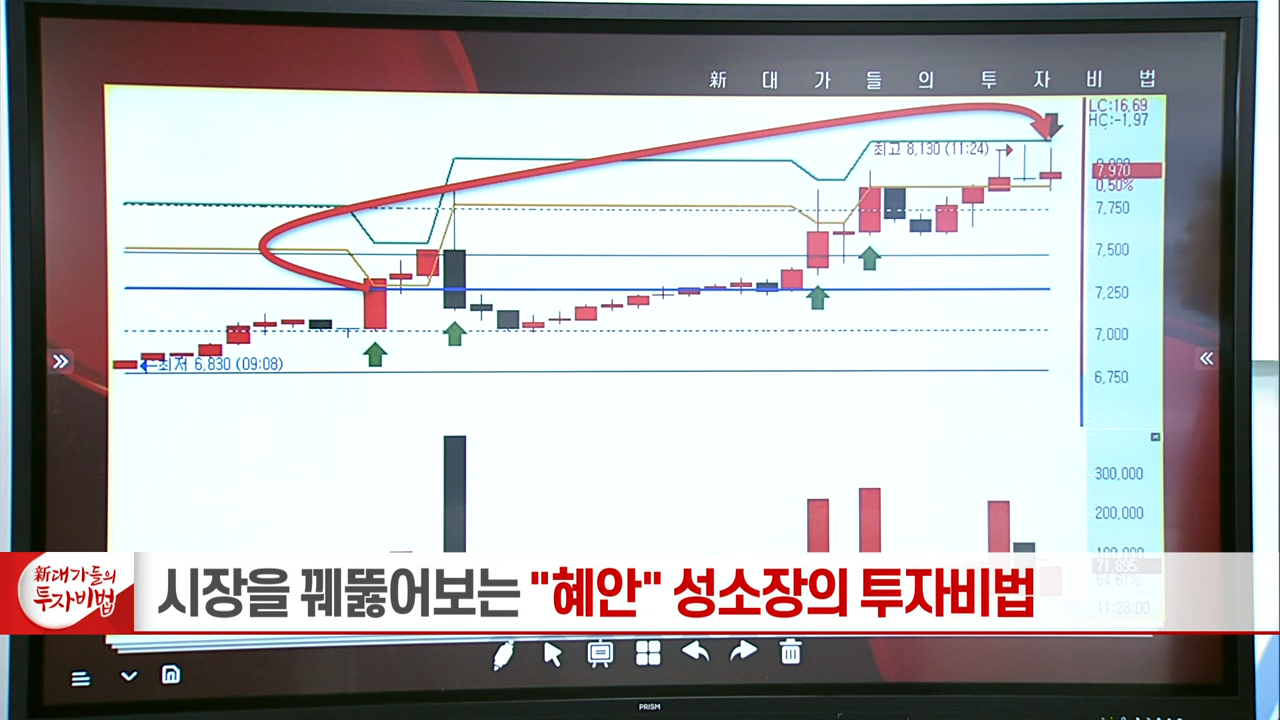 新 대 가 들 의 투 자 비 법
LC:16,69
HC:-1,97
최고 8,130 (11:24)
7,970
0,50%
7,750
7,500
7,250
7,000
6,750
최저 6,830 (09:08)
300,000
200,000
100,000
71,895
54,61%
11:28:00
新대가들의
투자비법
시장을 꿰뚫어보는 "혜안" 성소장의 투자비법
PRISM